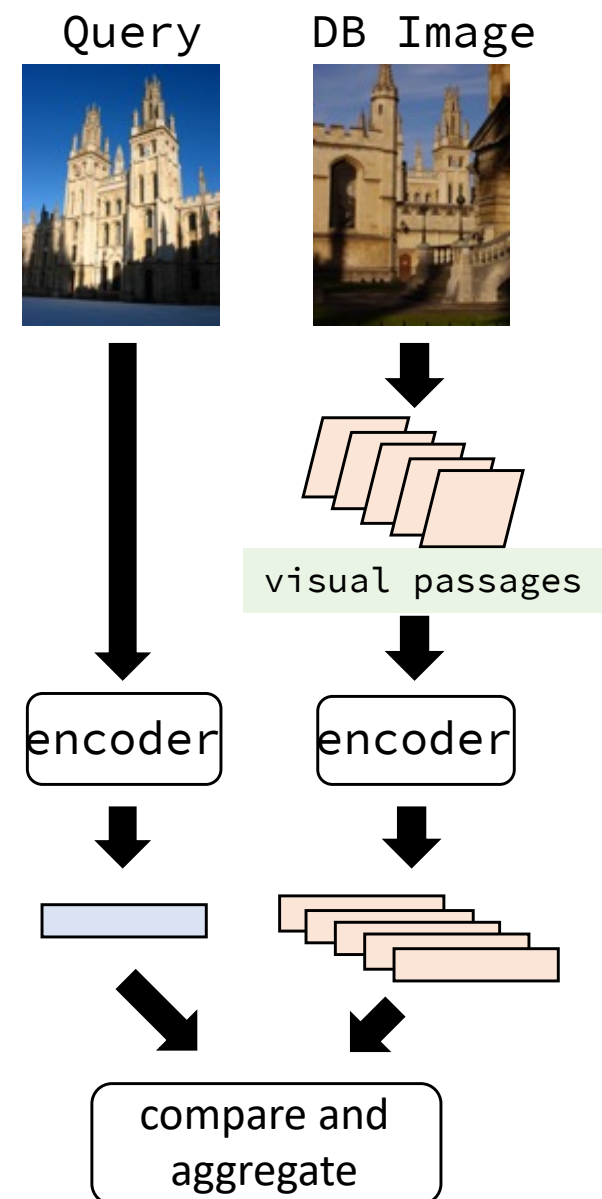 Query
DB Image
visual passages
encoder
encoder
compare and
aggregate